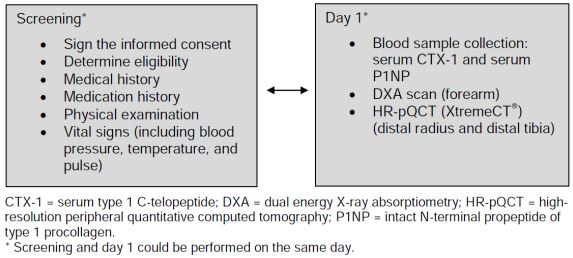 Screening*
• Sign the informed consent
• Determine eligibility
• Medical history
• Medication history
• Physical examination
• Vital signs (including blood
pressure, temperature, and
pulse)
Day 1*
• Blood sample collection:
serum CTX-1 and serum
P1NP
• DXA scan (forearm)
• HR-pQCT (XtremeCT®)
(distal radius and distal tibia)
CTX-1 = serum type 1 C-telopeptide; DXA = dual energy X-ray absorptiometry; HR-pQCT = high-
resolution peripheral quantitative computed tomography; P1NP = intact N-terminal propeptide of
type 1 procollagen.
* Screening and day 1 could be performed on the same day.